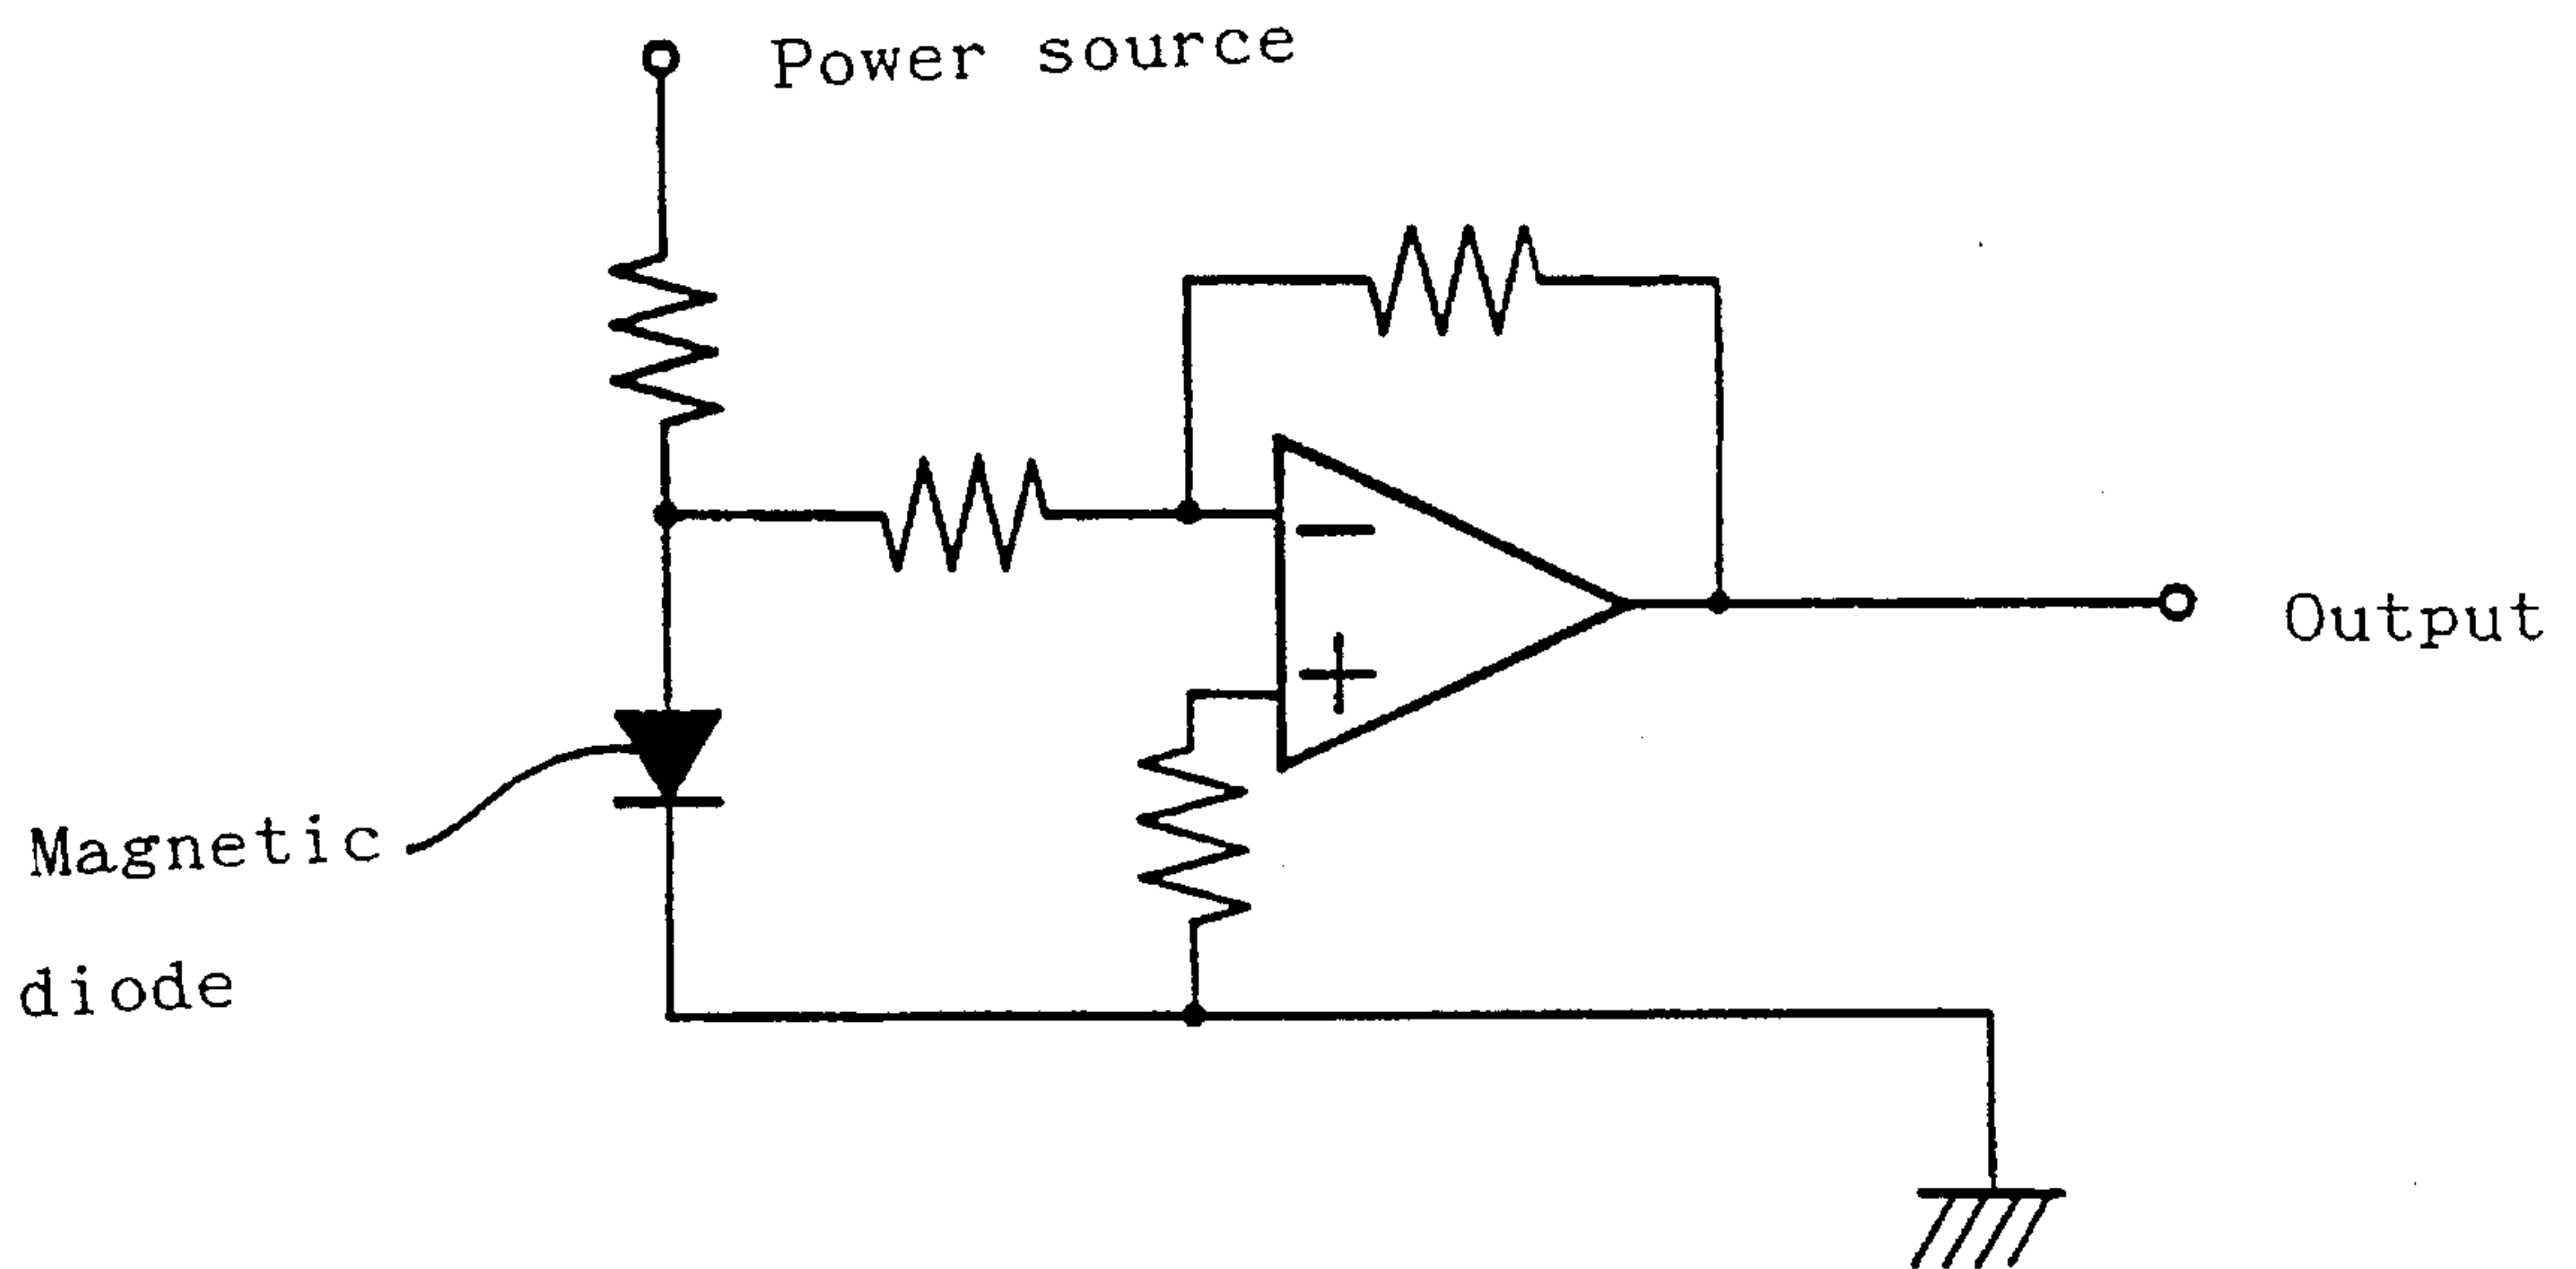 Power source
−
+
Output
Magnetic
diode